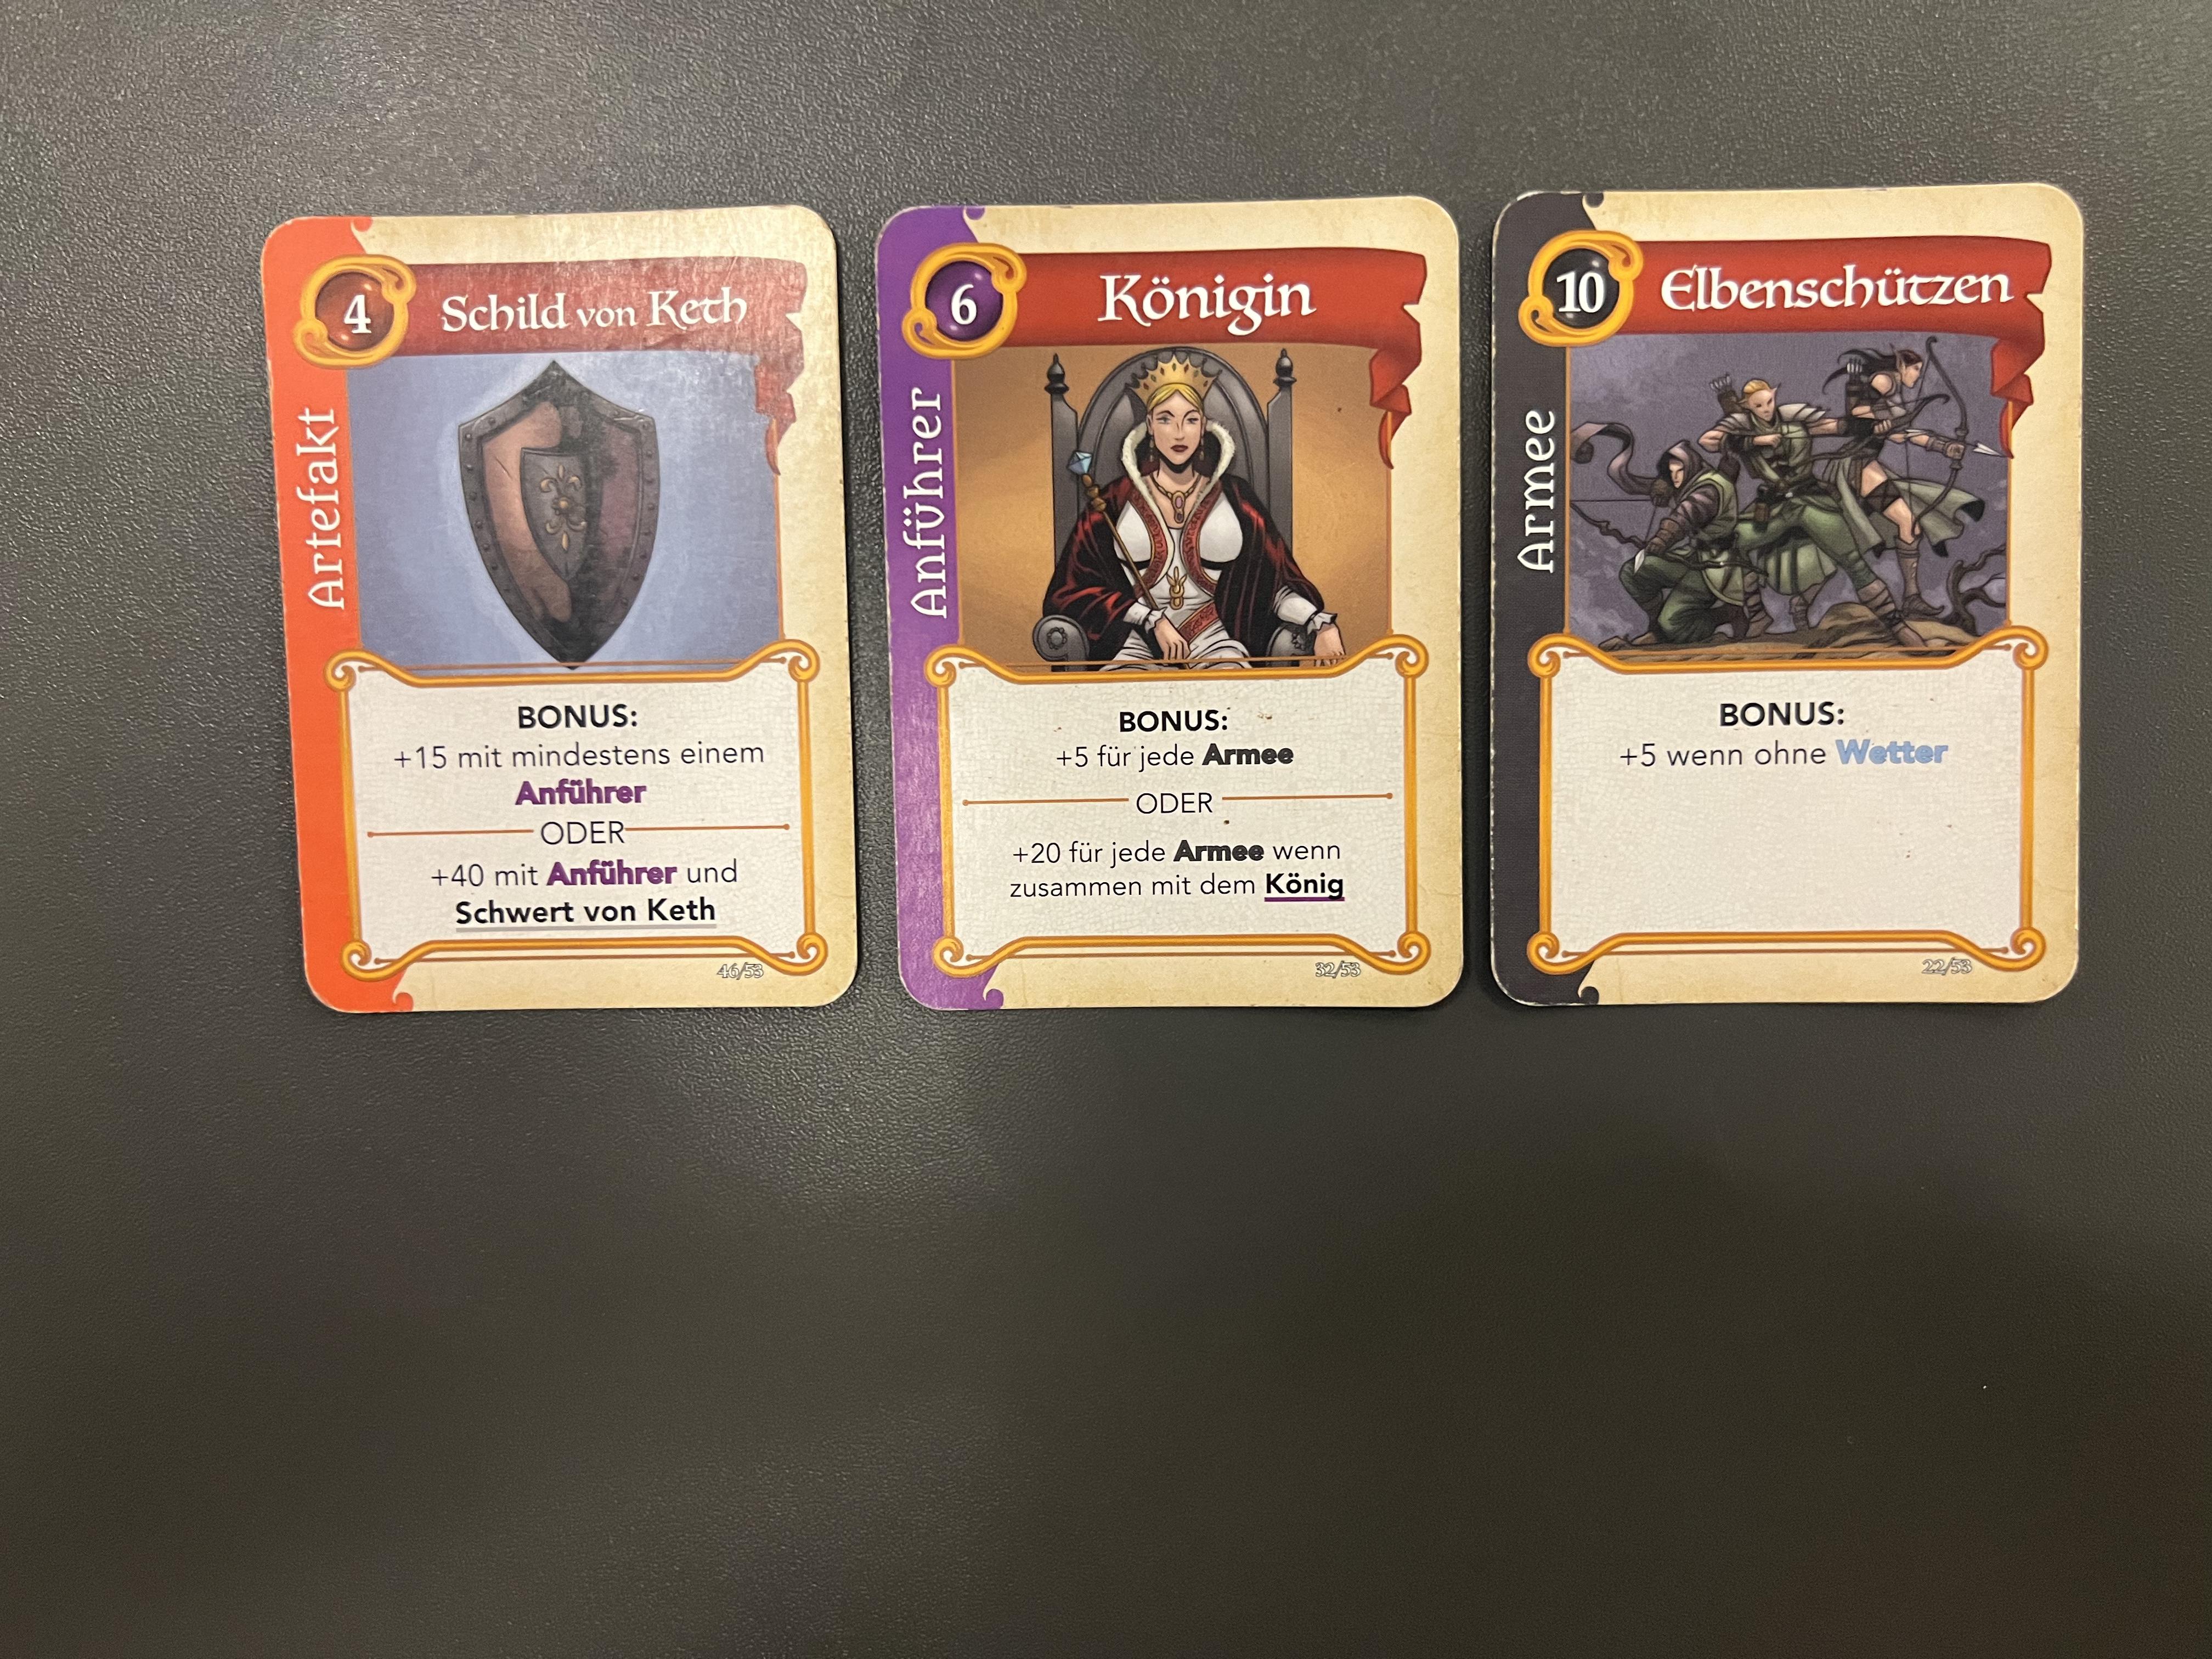 Artefakt
4
Schild von Keth
BONUS:
+15 mit mindestens einem
Anführer
ODER
+40 mit Anführer und
Schwert von Keth
46/53
Anführer
6
Königin
BONUS:
+5 für jede Armee
ODER
+20 für jede Armee wenn
zusammen mit dem König
32/53
Armee
10
Elbenschützen
BONUS:
+5 wenn ohne Wetter
22/53